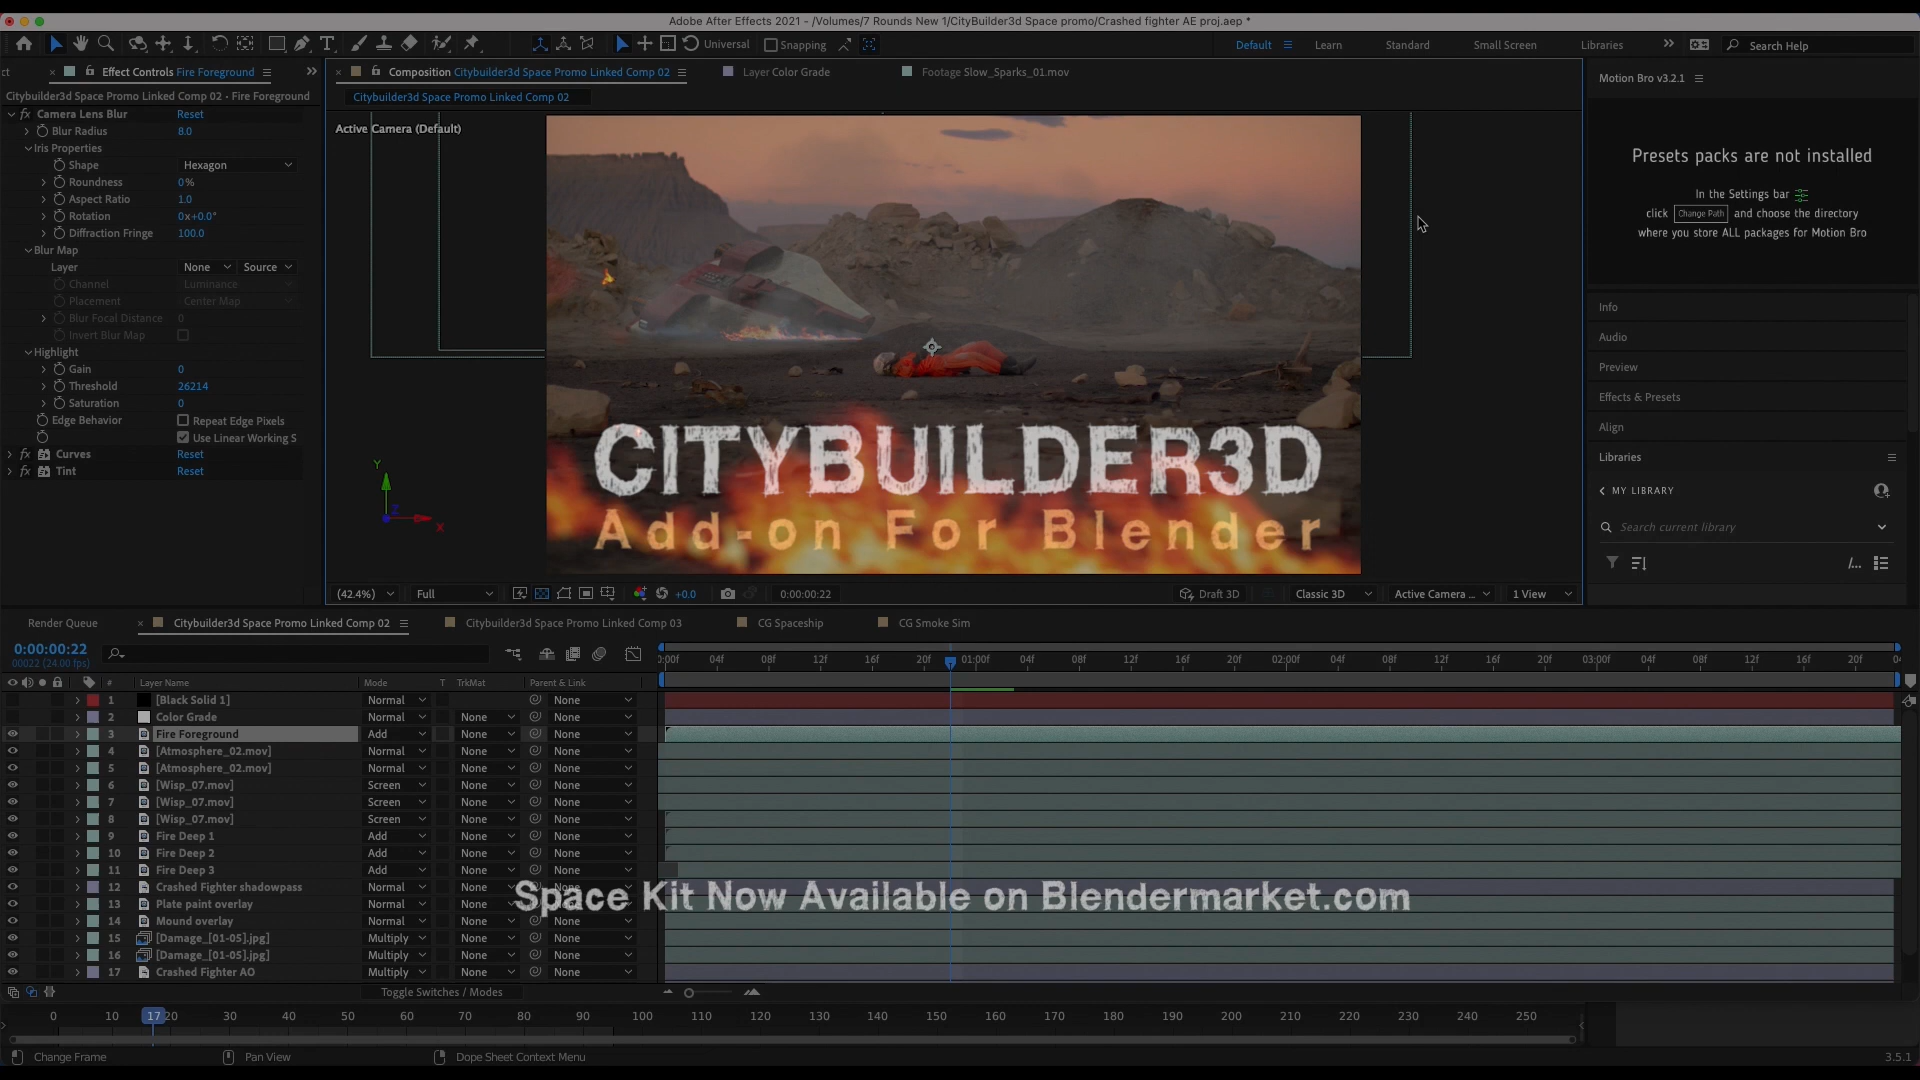 Adobe After Effects 2021 - /Volumes/7 Rounds New 1/CityBuilder3d Space promo/Crashed fighter AE proj.aep *
Universal
Snapping
Default
Learn
Standard
Small Screen
Libraries
Search Help
ct
Effect Controls Fire Foreground
Composition Citybuilder3d Space Promo Linked Comp 02
Layer Color Grade
Footage Slow_Sparks_01.mov
Motion Bro v3.2.1
Citybuilder3d Space Promo Linked Comp 02 • Fire Foreground
Citybuilder3d Space Promo Linked Comp 02
Camera Lens Blur Reset
Active Camera (Default)
Blur Radius 8.0
Iris Properties
Shape Hexagon
Roundness 0%
Aspect Ratio 1.0
Rotation 0x+0.0°
Diffraction Fringe 100.0
Blur Map
Layer None Source
Channel Luminance
Placement Center Map
Blur Focal Distance 0
Invert Blur Map
Highlight
Gain 0
Threshold 26214
Saturation 0
Edge Behavior Repeat Edge Pixels
Use Linear Working S
Curves Reset
Tint Reset
Presets packs are not installed
In the Settings bar
click Change Path and choose the directory
where you store ALL packages for Motion Bro
Info
Audio
Preview
Effects & Presets
Align
Libraries
MY LIBRARY
Search current library
CITYBUILDER3D
Add-on For Blender
Y
Z
X
(42.4%) Full +0.0 0:00:00:22 Draft 3D Classic 3D Active Camera ... 1 View
Render Queue
Citybuilder3d Space Promo Linked Comp 02
Citybuilder3d Space Promo Linked Comp 03
CG Spaceship
CG Smoke Sim
0:00:00:22
00022 (24.00 fps)
0:00f 04f 08f 12f 16f 20f 01:00f 04f 08f 12f 16f 20f 02:00f 04f 08f 12f 16f 20f 03:00f 04f 08f 12f 16f 20f 04
# Layer Name Mode T TrkMat Parent & Link
1 [Black Solid 1] Normal None
2 Color Grade Normal None None
3 Fire Foreground Add None None
4 [Atmosphere_02.mov] Normal None None
5 [Atmosphere_02.mov] Normal None None
6 [Wisp_07.mov] Screen None None
7 [Wisp_07.mov] Screen None None
8 [Wisp_07.mov] Screen None None
9 Fire Deep 1 Add None None
10 Fire Deep 2 Add None None
11 Fire Deep 3 Add None None
12 Crashed Fighter shadowpass Normal None None
Space Kit Now Available on Blendermarket.com
13 Plate paint overlay Normal None None
14 Mound overlay Normal None None
15 [Damage_[01-05].jpg] Multiply None None
16 [Damage_[01-05].jpg] Multiply None None
17 Crashed Fighter AO Multiply None None
Toggle Switches / Modes
0 10 17 20 30 40 50 60 70 80 90 100 110 120 130 140 150 160 170 180 190 200 210 220 230 240 250
Change Frame
Pan View
Dope Sheet Context Menu
3.5.1